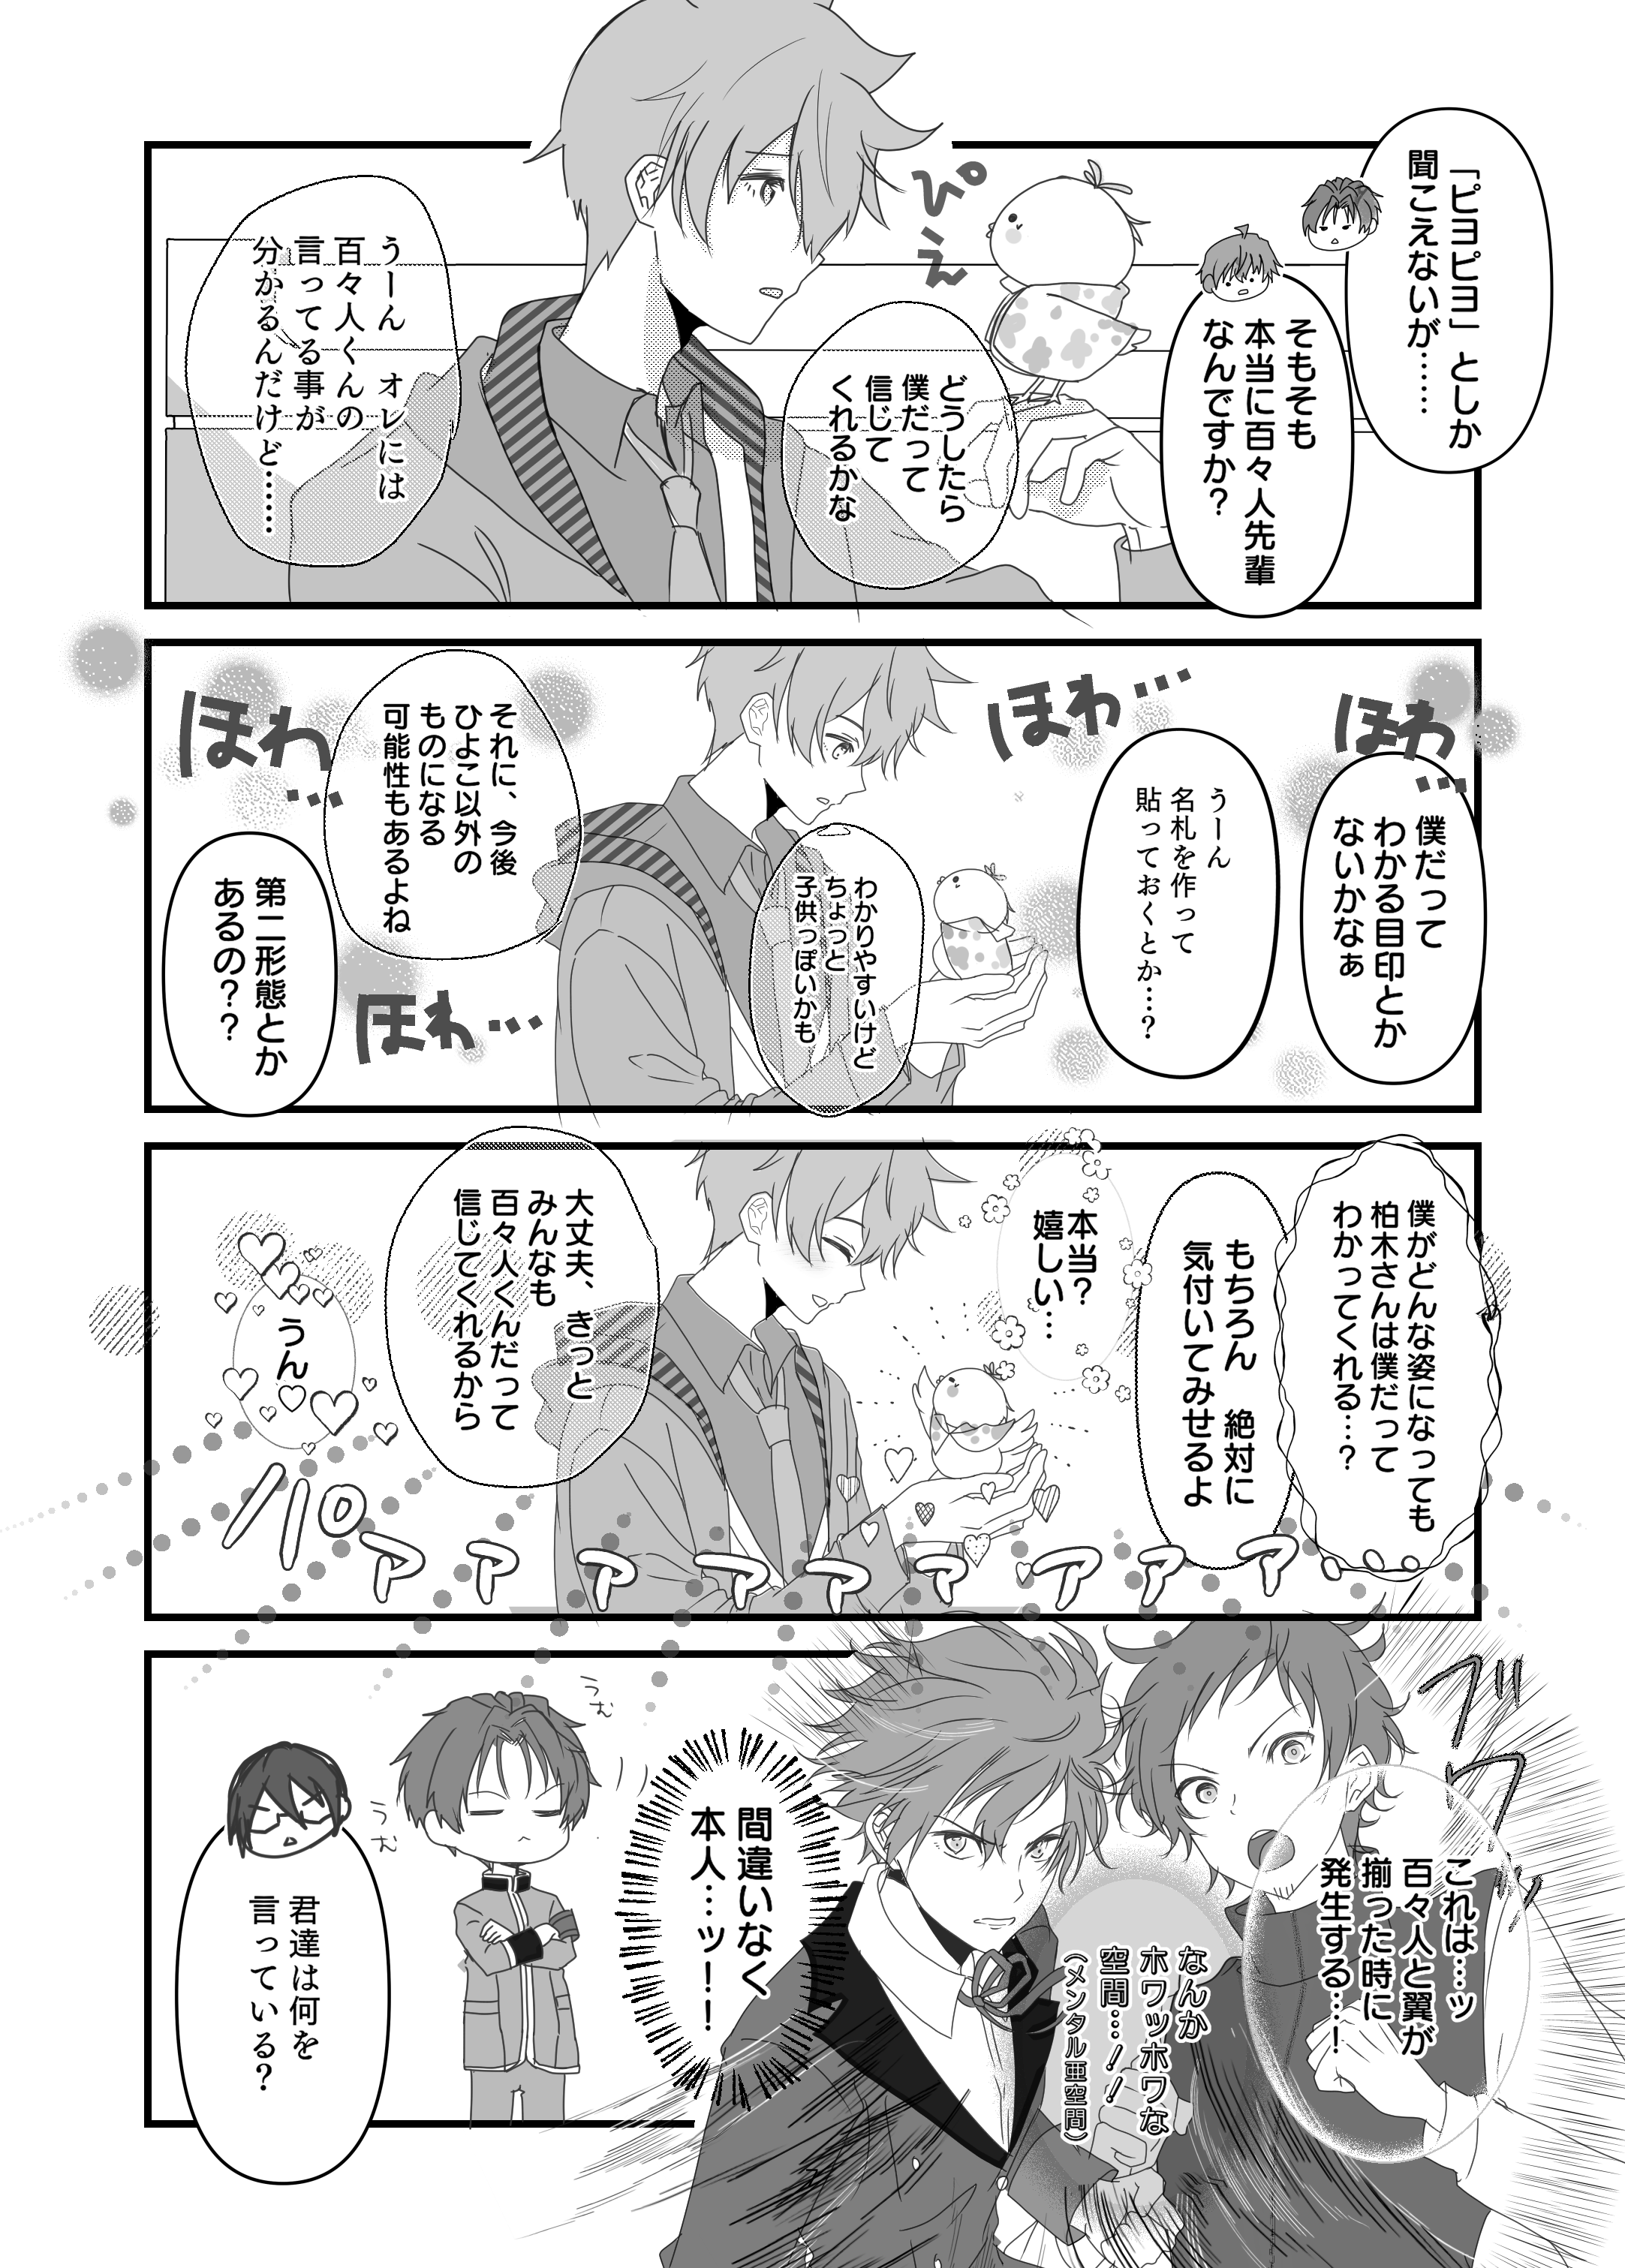 「ピヨピヨ」としか
聞こえないが……
そもそも
本当に百々人先輩
なんですか？
ぴぇ
どうしたら
僕だって
信じて
くれるかな
うーん　オレには
百々人くんの
言ってる事が
分かるんだけど……
ほわ…
僕だって
わかる目印とか
ないかなぁ
ほわ…
うーん
名札を作って
貼っておくとか…？
わかりやすいけど
ちょっと
子供っぽいかも
それに、今後
ひよこ以外の
ものになる
可能性もあるよね
ほわ…
ほわ…
第二形態とか
あるの？？
僕がどんな姿になっても
柏木さんは僕だって
わかってくれる…？
もちろん　絶対に
気付いてみせるよ
本当？
嬉しい…
大丈夫、きっと
みんなも
百々人くんだって
信じてくれるから
うん
パァァァァァァァァァ…
ブワッ
これは…ッ
百々人と翼が
揃った時に
発生する…！
なんか
ホワッホワな
空間…！！
（メンタル亜空間）
間違いなく
本人…ッ！！
うむ
うむ
君達は何を
言っている？